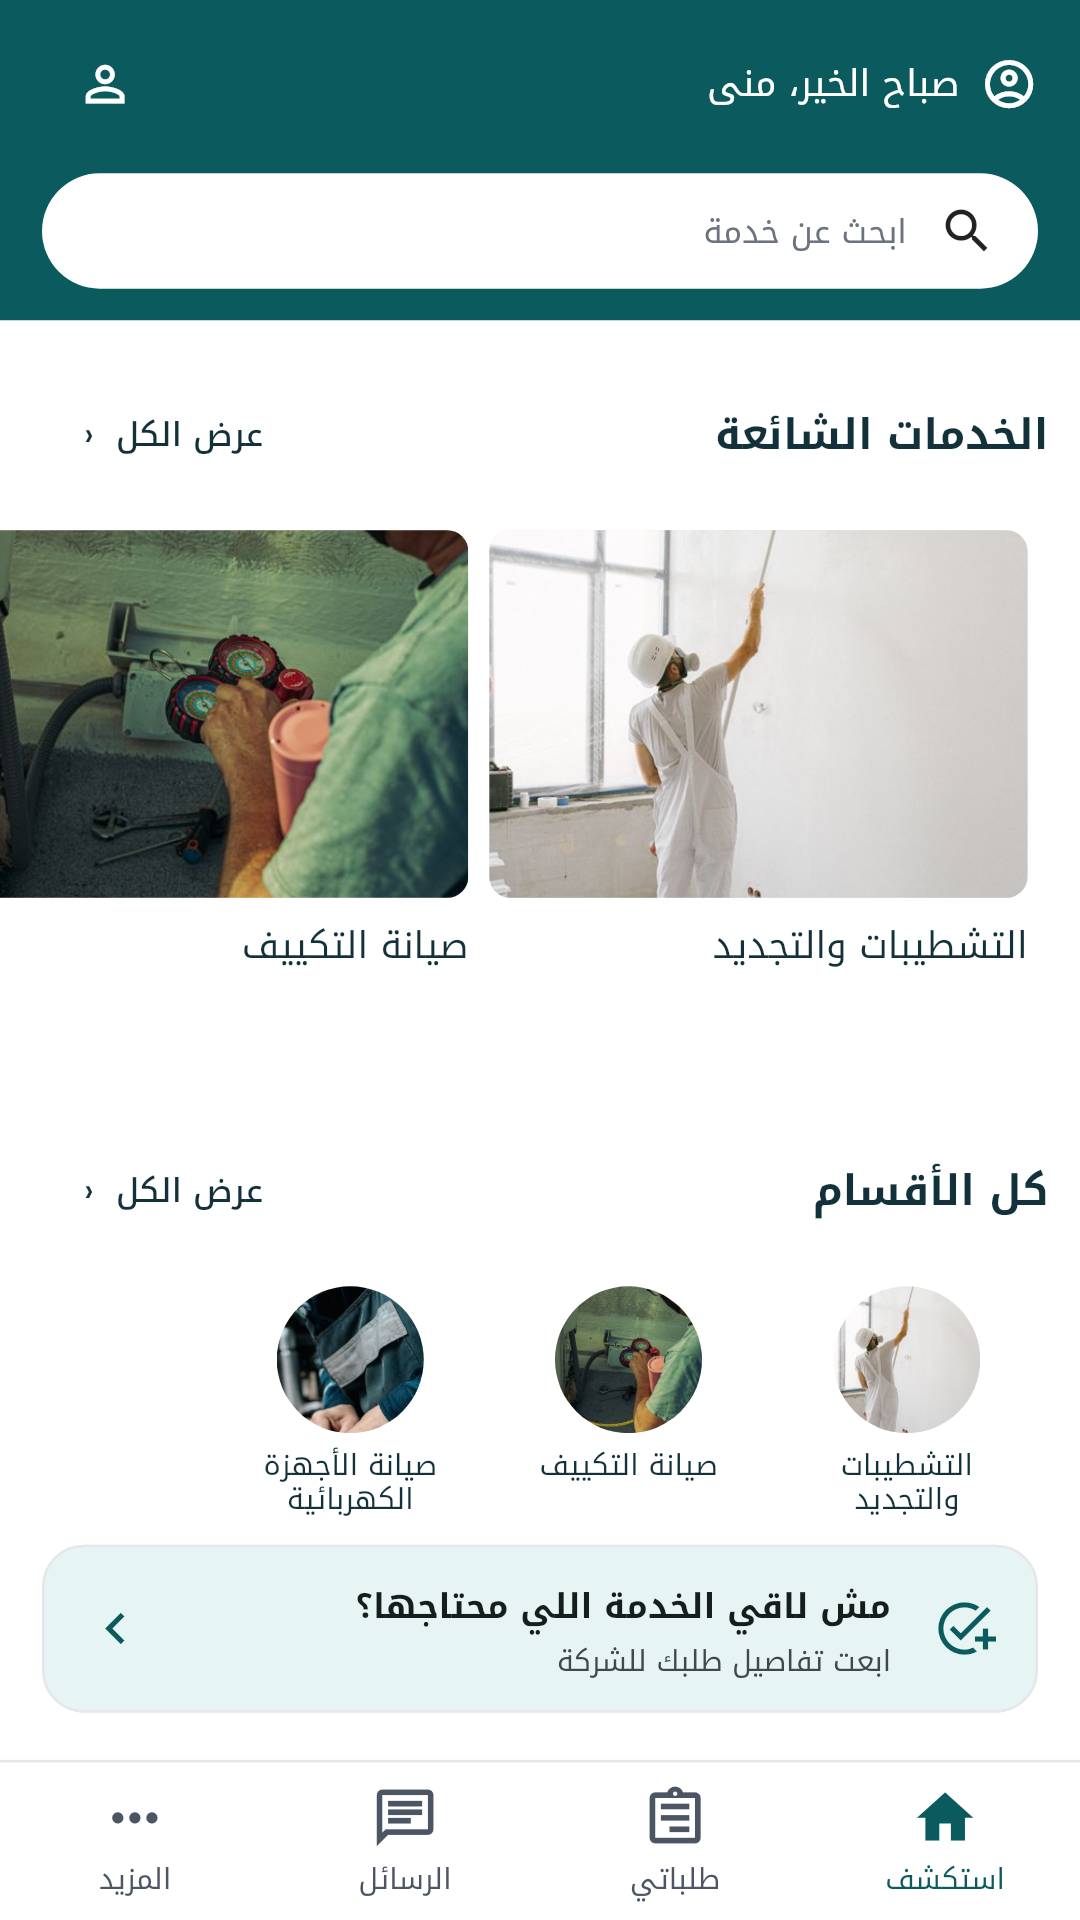 صباح الخير، منى
ابحث عن خدمة
الخدمات الشائعة
عرض الكل ‹
التشطيبات والتجديد
صيانة التكييف
كل الأقسام
عرض الكل ‹
التشطيبات
والتجديد
صيانة التكييف
صيانة الأجهزة
الكهربائية
مش لاقي الخدمة اللي محتاجها؟
ابعت تفاصيل طلبك للشركة
استكشف
طلباتي
الرسائل
المزيد